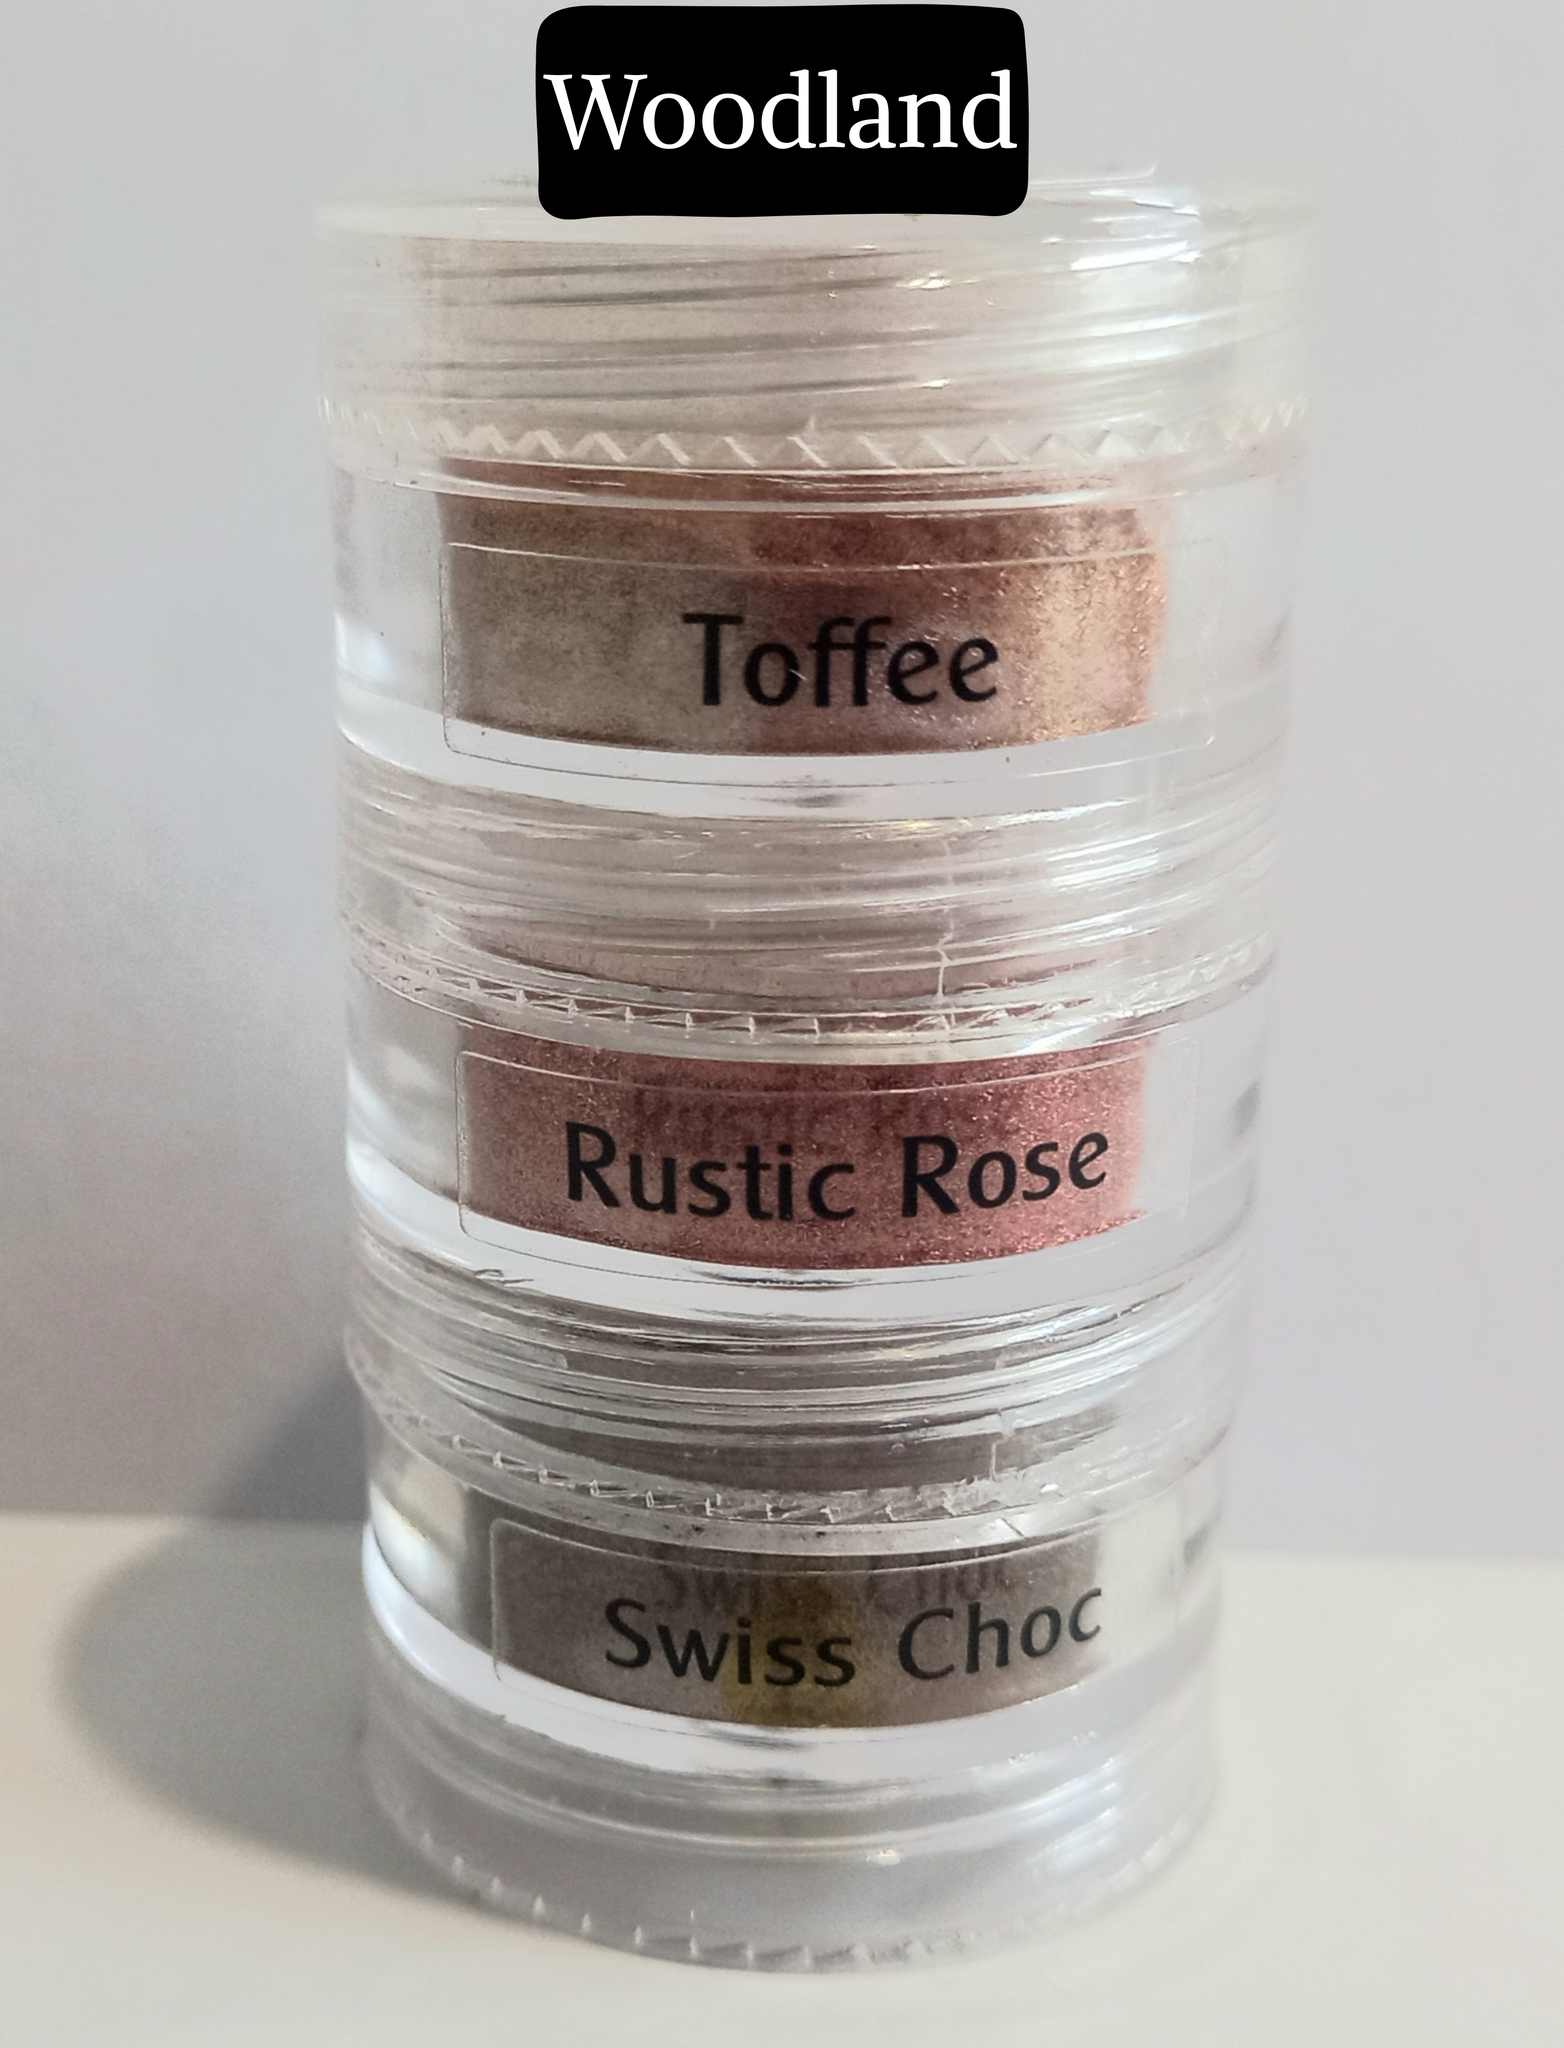 Woodland
Toffee
Rustic Rose
Swiss Choc